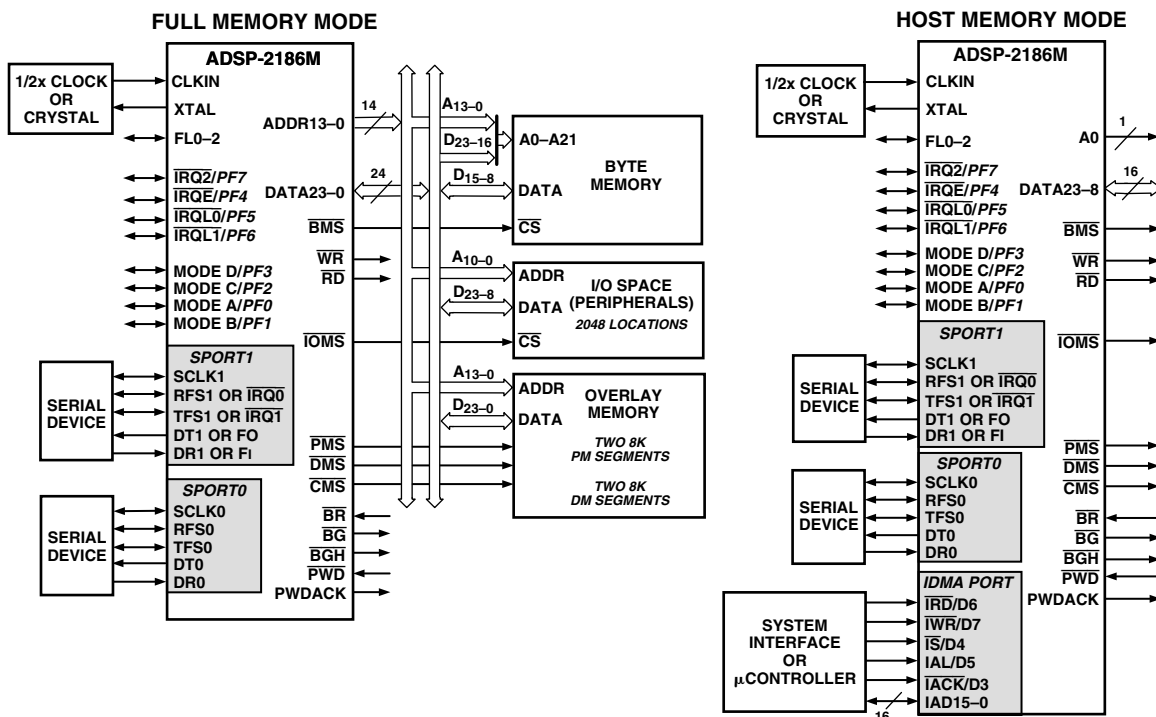 FULL MEMORY MODE
ADSP-2186M
1/2x CLOCK
OR
CRYSTAL
CLKIN
XTAL
FL0–2
IRQ2/PF7
IRQE/PF4
IRQL0/PF5
IRQL1/PF6
MODE D/PF3
MODE C/PF2
MODE A/PF0
MODE B/PF1
SERIAL
DEVICE
SPORT1
SCLK1
RFS1 OR IRQ0
TFS1 OR IRQ1
DT1 OR FO
DR1 OR FI
SERIAL
DEVICE
SPORT0
SCLK0
RFS0
TFS0
DT0
DR0
ADDR13–0
14
DATA23–0
24
BMS
WR
RD
IOMS
PMS
DMS
CMS
BR
BG
BGH
PWD
PWDACK
A13–0
D23–16
A0–A21
D15–8
DATA
CS
BYTE
MEMORY
A10–0
ADDR
D23–8
DATA
CS
I/O SPACE
(PERIPHERALS)
2048 LOCATIONS
A13–0
ADDR
D23–0
DATA
OVERLAY
MEMORY
TWO 8K
PM SEGMENTS
TWO 8K
DM SEGMENTS
HOST MEMORY MODE
ADSP-2186M
1/2x CLOCK
OR
CRYSTAL
CLKIN
XTAL
FL0–2
IRQ2/PF7
IRQE/PF4
IRQL0/PF5
IRQL1/PF6
MODE D/PF3
MODE C/PF2
MODE A/PF0
MODE B/PF1
SERIAL
DEVICE
SPORT1
SCLK1
RFS1 OR IRQ0
TFS1 OR IRQ1
DT1 OR FO
DR1 OR FI
SERIAL
DEVICE
SPORT0
SCLK0
RFS0
TFS0
DT0
DR0
SYSTEM
INTERFACE
OR
µCONTROLLER
IDMA PORT
IRD/D6
IWR/D7
IS/D4
IAL/D5
IACK/D3
IAD15–0
16
A0
1
DATA23–8
16
BMS
WR
RD
IOMS
PMS
DMS
CMS
BR
BG
BGH
PWD
PWDACK